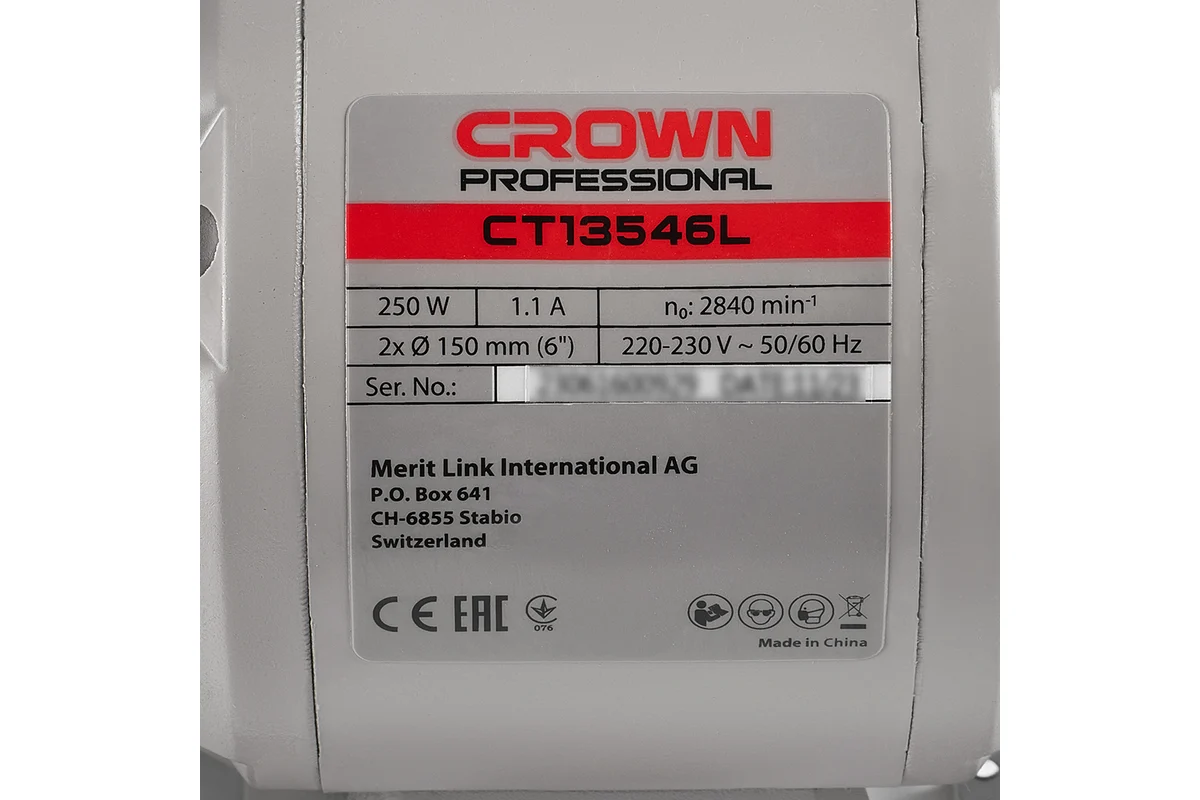 CROWN
PROFESSIONAL
CT13546L
250 W 1.1 A n₀: 2840 min⁻¹
2x Ø 150 mm (6") 220-230 V ~ 50/60 Hz
Ser. No.:
Merit Link International AG
P.O. Box 641
CH-6855 Stabio
Switzerland
CE EAC 076
Made in China